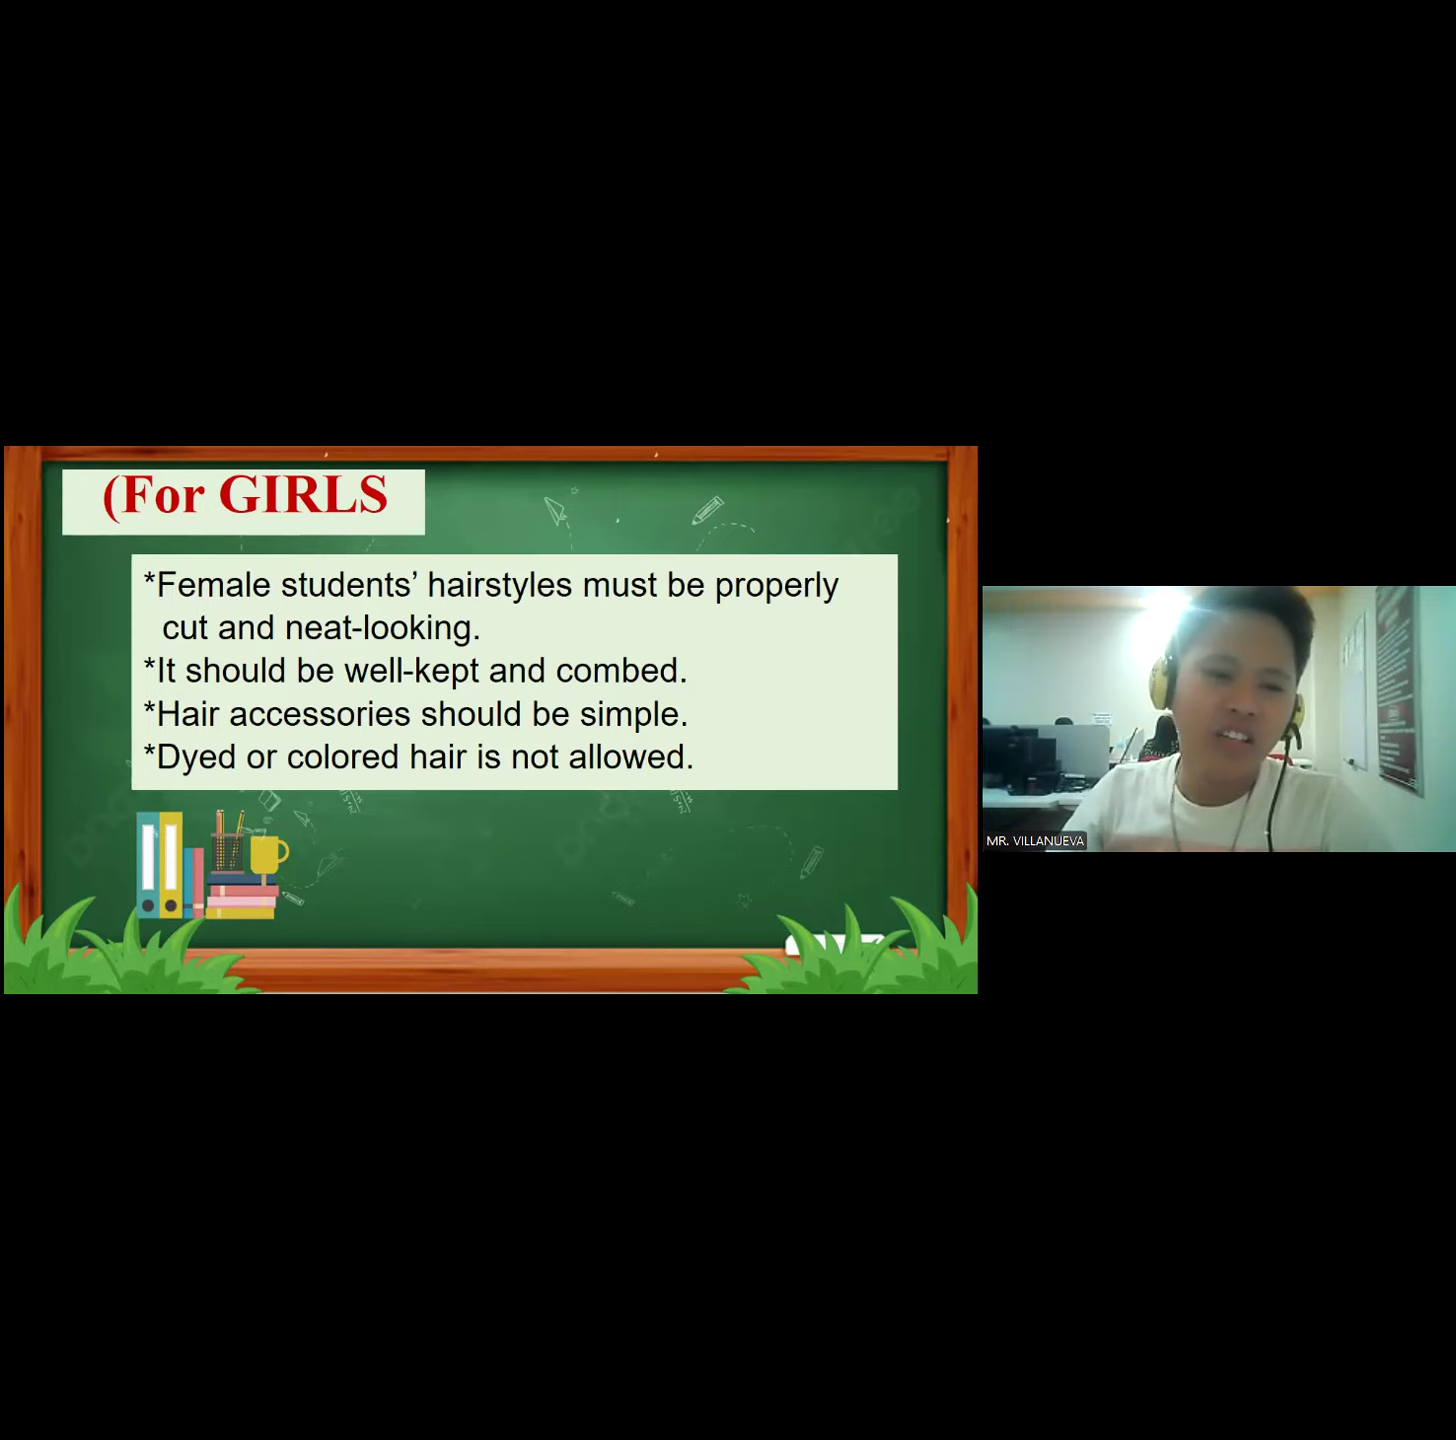 (For GIRLS
*Female students’ hairstyles must be properly
cut and neat-looking.
*It should be well-kept and combed.
*Hair accessories should be simple.
*Dyed or colored hair is not allowed.
MR. VILLANUEVA